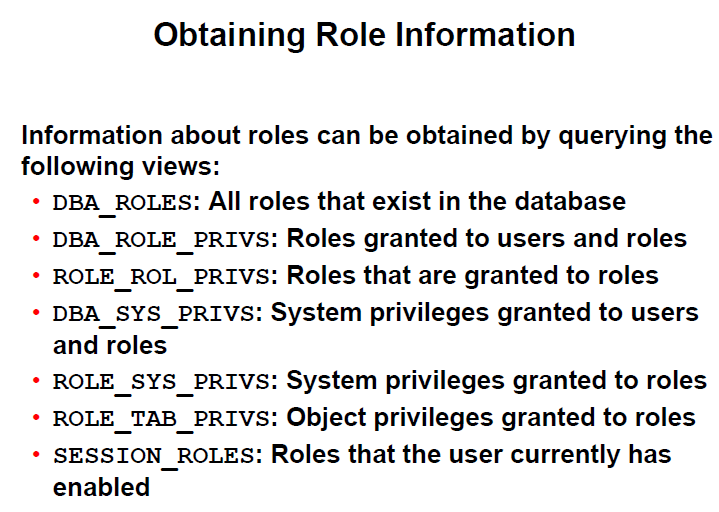 Obtaining Role Information
Information about roles can be obtained by querying the
following views:
• DBA_ROLES: All roles that exist in the database
• DBA_ROLE_PRIVS: Roles granted to users and roles
• ROLE_ROL_PRIVS: Roles that are granted to roles
• DBA_SYS_PRIVS: System privileges granted to users
and roles
• ROLE_SYS_PRIVS: System privileges granted to roles
• ROLE_TAB_PRIVS: Object privileges granted to roles
• SESSION_ROLES: Roles that the user currently has
enabled